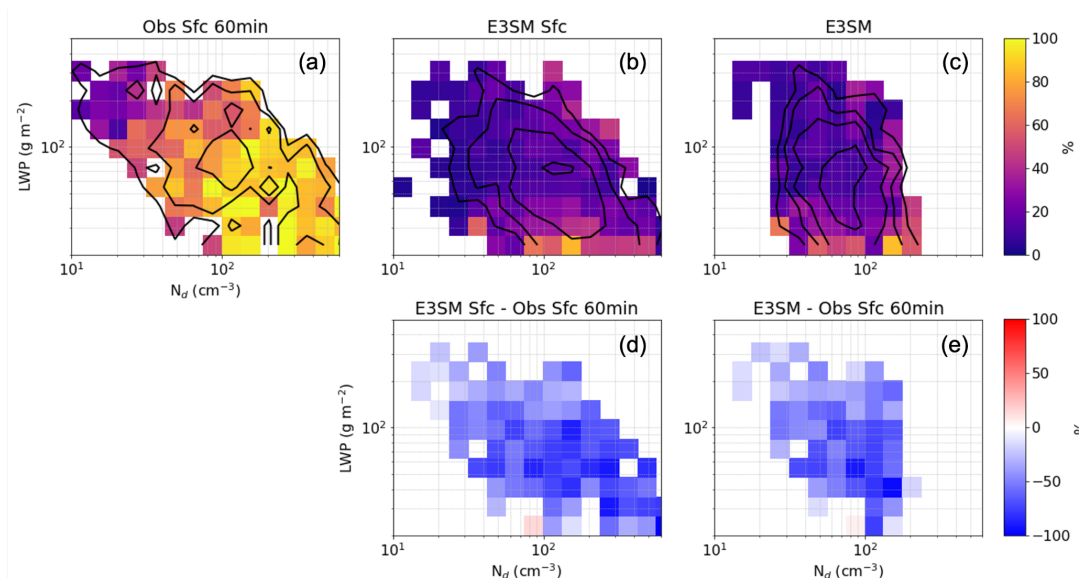 Obs Sfc 60min
E3SM Sfc
E3SM
(a)
(b)
(c)
LWP (g m⁻²)
10²
10²
10²
100
80
60
40
20
0
%
10¹
10²
10¹
10²
10¹
10²
N_d (cm⁻³)
E3SM Sfc - Obs Sfc 60min
E3SM - Obs Sfc 60min
(d)
(e)
LWP (g m⁻²)
10²
10²
100
50
0
−50
−100
%
10¹
10²
10¹
10²
N_d (cm⁻³)
N_d (cm⁻³)